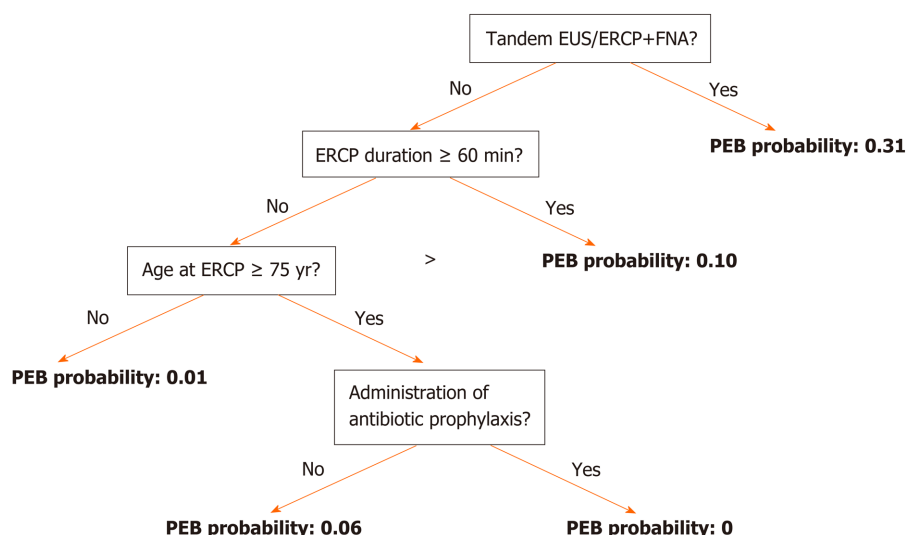 Tandem EUS/ERCP+FNA?
No
Yes
ERCP duration ≥ 60 min?
PEB probability: 0.31
No
Yes
Age at ERCP ≥ 75 yr?
>
PEB probability: 0.10
No
Yes
PEB probability: 0.01
Administration of
antibiotic prophylaxis?
No
Yes
PEB probability: 0.06
PEB probability: 0